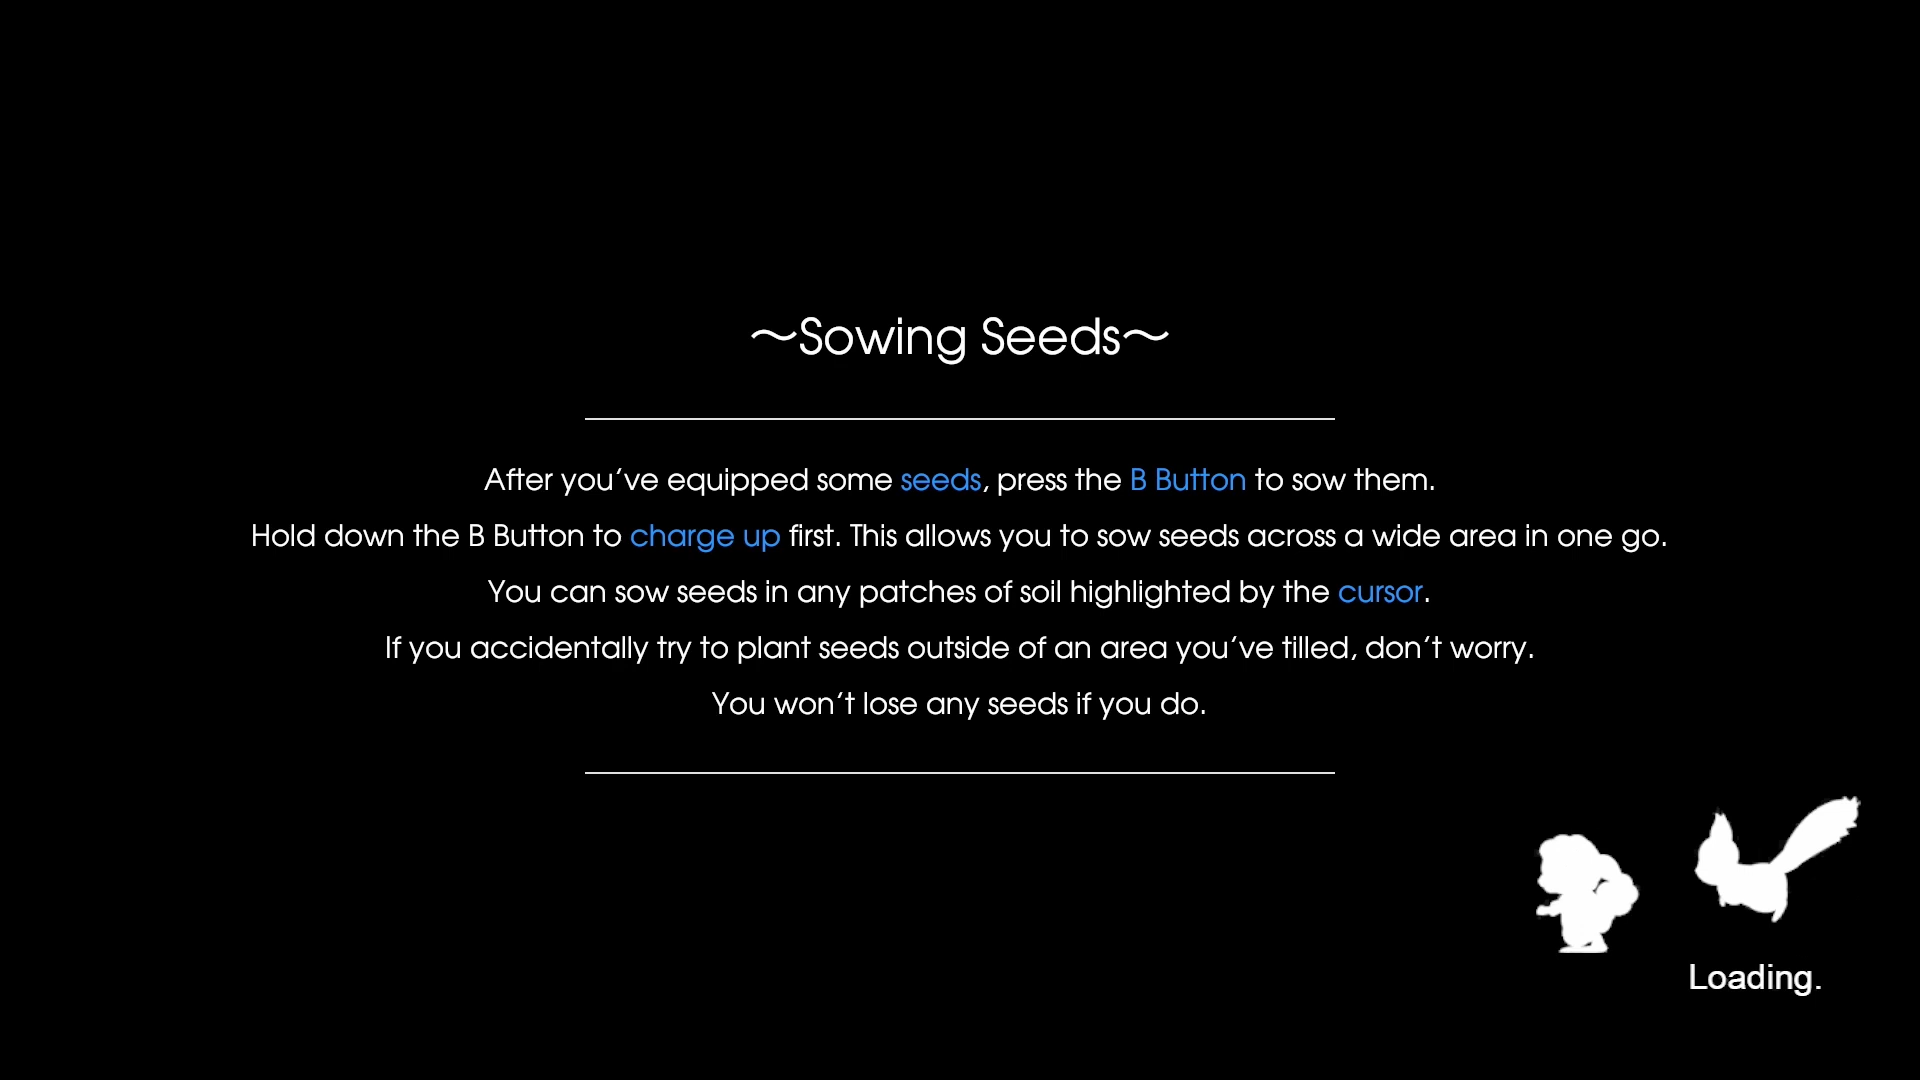 ～Sowing Seeds～
After you’ve equipped some seeds, press the B Button to sow them.
Hold down the B Button to charge up first. This allows you to sow seeds across a wide area in one go.
You can sow seeds in any patches of soil highlighted by the cursor.
If you accidentally try to plant seeds outside of an area you’ve tilled, don’t worry.
You won’t lose any seeds if you do.
Loading.